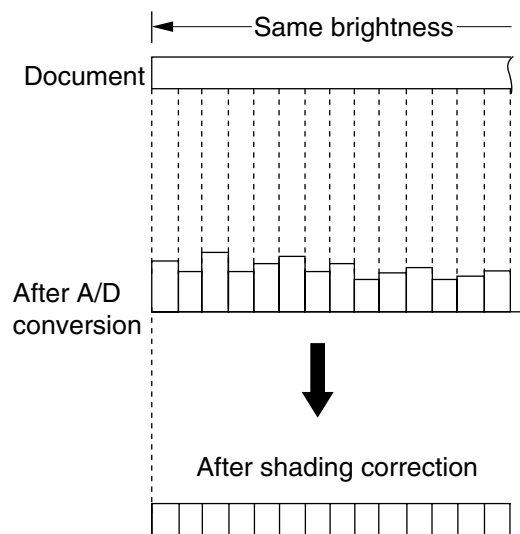 Same brightness
Document
After A/D
conversion
After shading correction